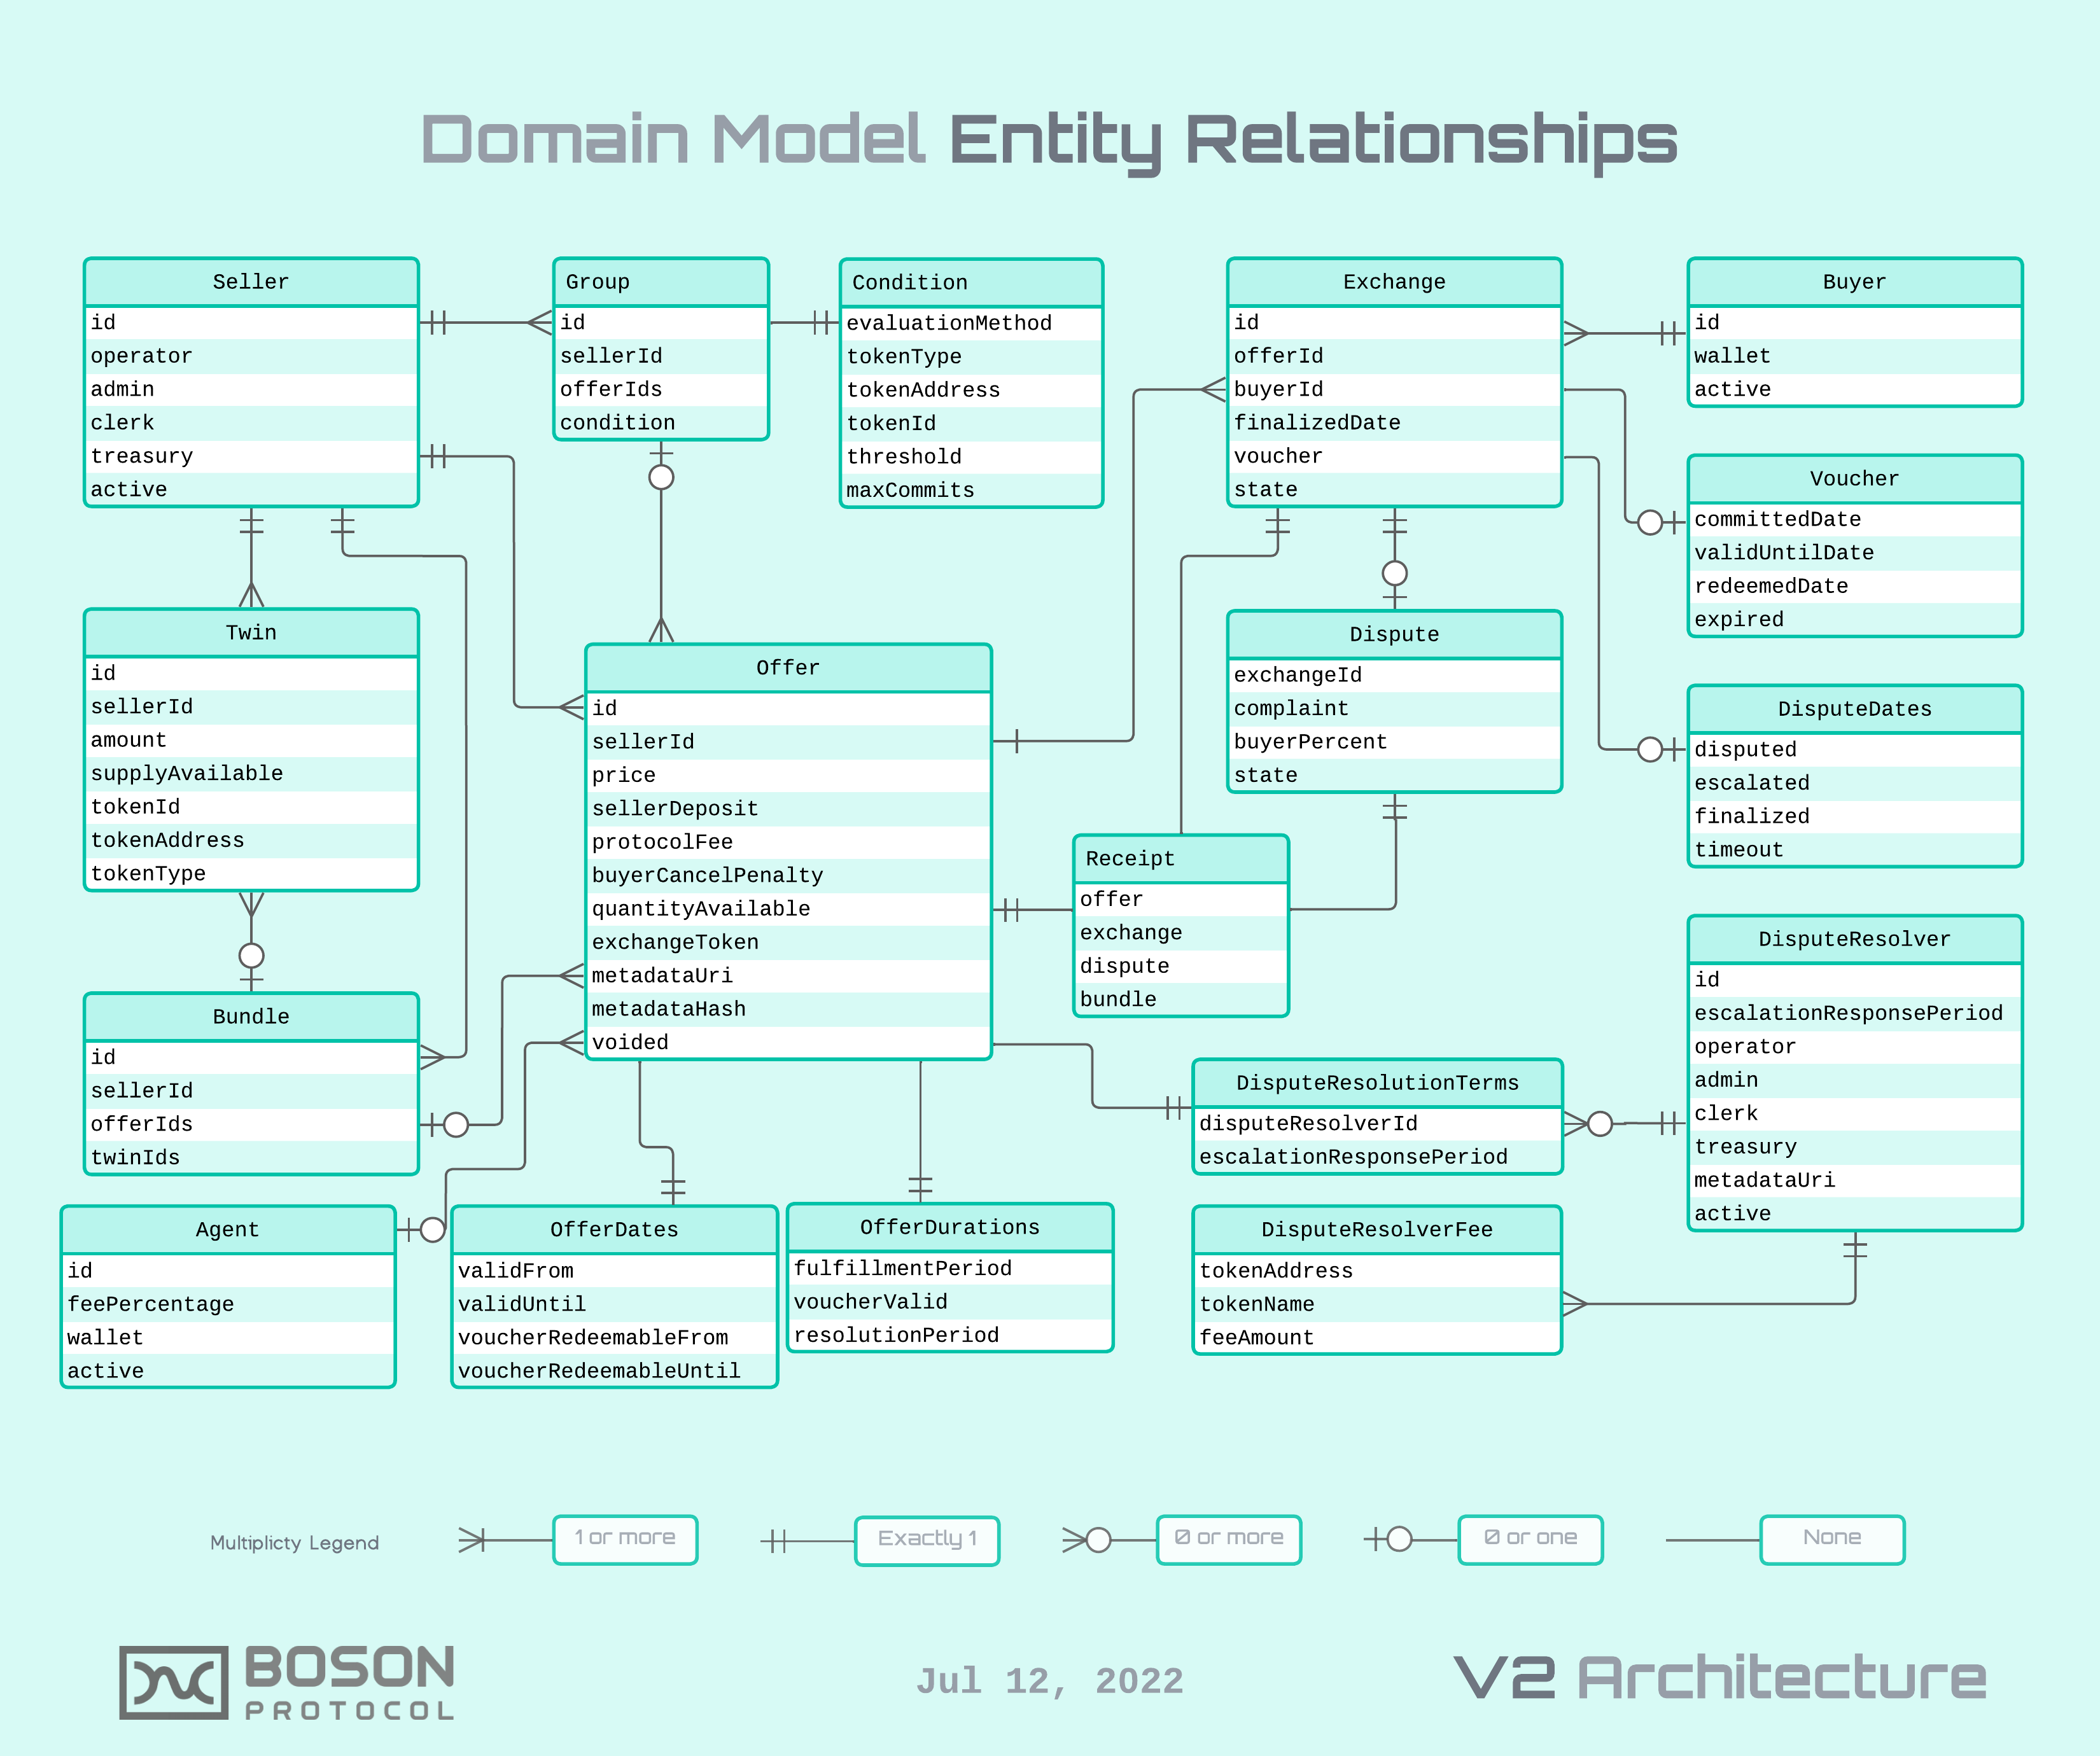 Domain Model Entity Relationships
Seller
id
operator
admin
clerk
treasury
active
Group
id
sellerId
offerIds
condition
Condition
evaluationMethod
tokenType
tokenAddress
tokenId
threshold
maxCommits
Exchange
id
offerId
buyerId
finalizedDate
voucher
state
Buyer
id
wallet
active
Voucher
committedDate
validUntilDate
redeemedDate
expired
Twin
id
sellerId
amount
supplyAvailable
tokenId
tokenAddress
tokenType
Offer
id
sellerId
price
sellerDeposit
protocolFee
buyerCancelPenalty
quantityAvailable
exchangeToken
metadataUri
metadataHash
voided
Dispute
exchangeId
complaint
buyerPercent
state
DisputeDates
disputed
escalated
finalized
timeout
Receipt
offer
exchange
dispute
bundle
DisputeResolver
id
escalationResponsePeriod
operator
admin
clerk
treasury
metadataUri
active
Bundle
id
sellerId
offerIds
twinIds
DisputeResolutionTerms
disputeResolverId
escalationResponsePeriod
Agent
id
feePercentage
wallet
active
OfferDates
validFrom
validUntil
voucherRedeemableFrom
voucherRedeemableUntil
OfferDurations
fulfillmentPeriod
voucherValid
resolutionPeriod
DisputeResolverFee
tokenAddress
tokenName
feeAmount
Multiplicty Legend
1 or more
Exactly 1
0 or more
0 or one
None
BOSON
PROTOCOL
Jul 12, 2022
V2 Architecture